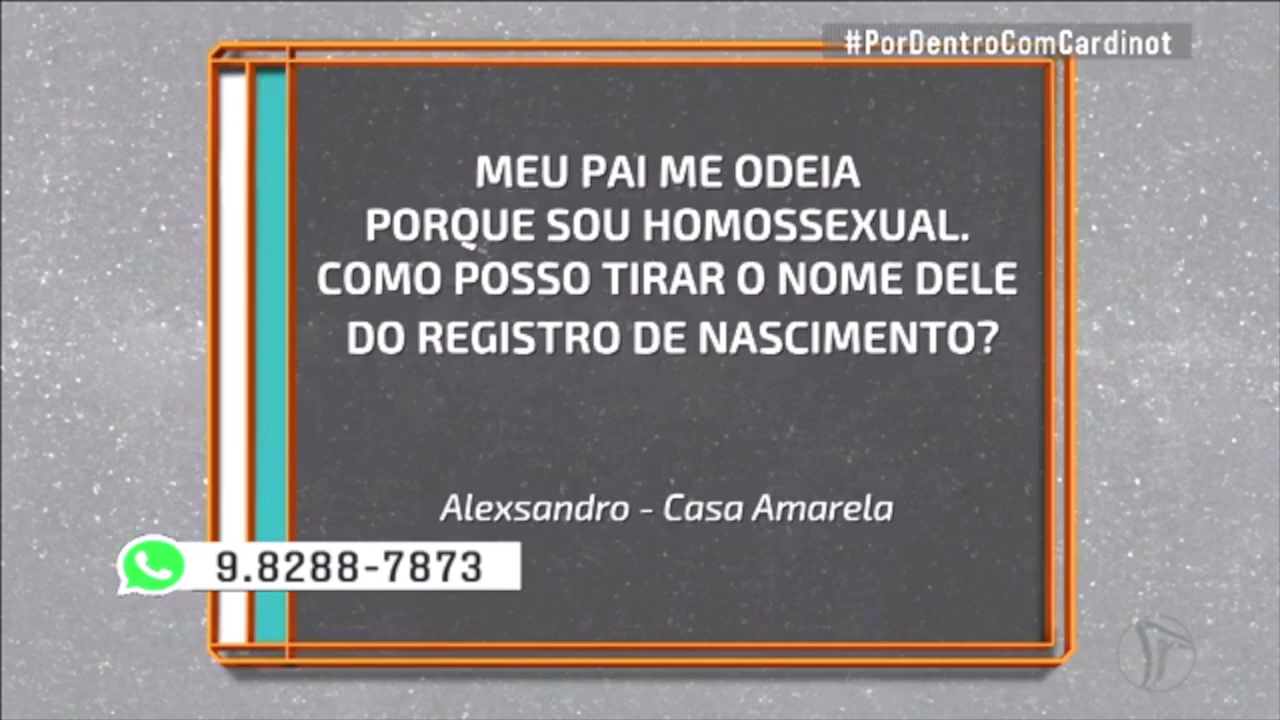 #PorDentroComCardinot
MEU PAI ME ODEIA
PORQUE SOU HOMOSSEXUAL.
COMO POSSO TIRAR O NOME DELE
DO REGISTRO DE NASCIMENTO?
Alexsandro - Casa Amarela
9.8288-7873